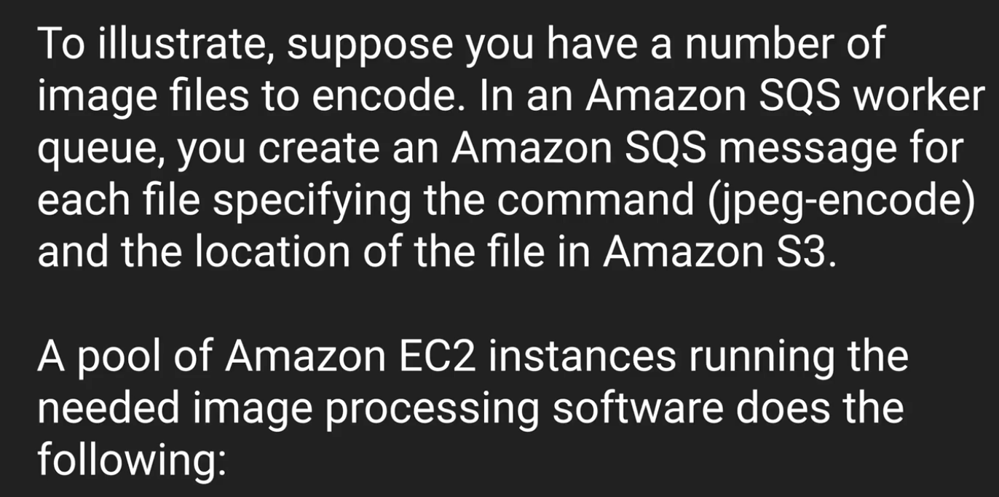 To illustrate, suppose you have a number of
image files to encode. In an Amazon SQS worker
queue, you create an Amazon SQS message for
each file specifying the command (jpeg-encode)
and the location of the file in Amazon S3.
A pool of Amazon EC2 instances running the
needed image processing software does the
following: